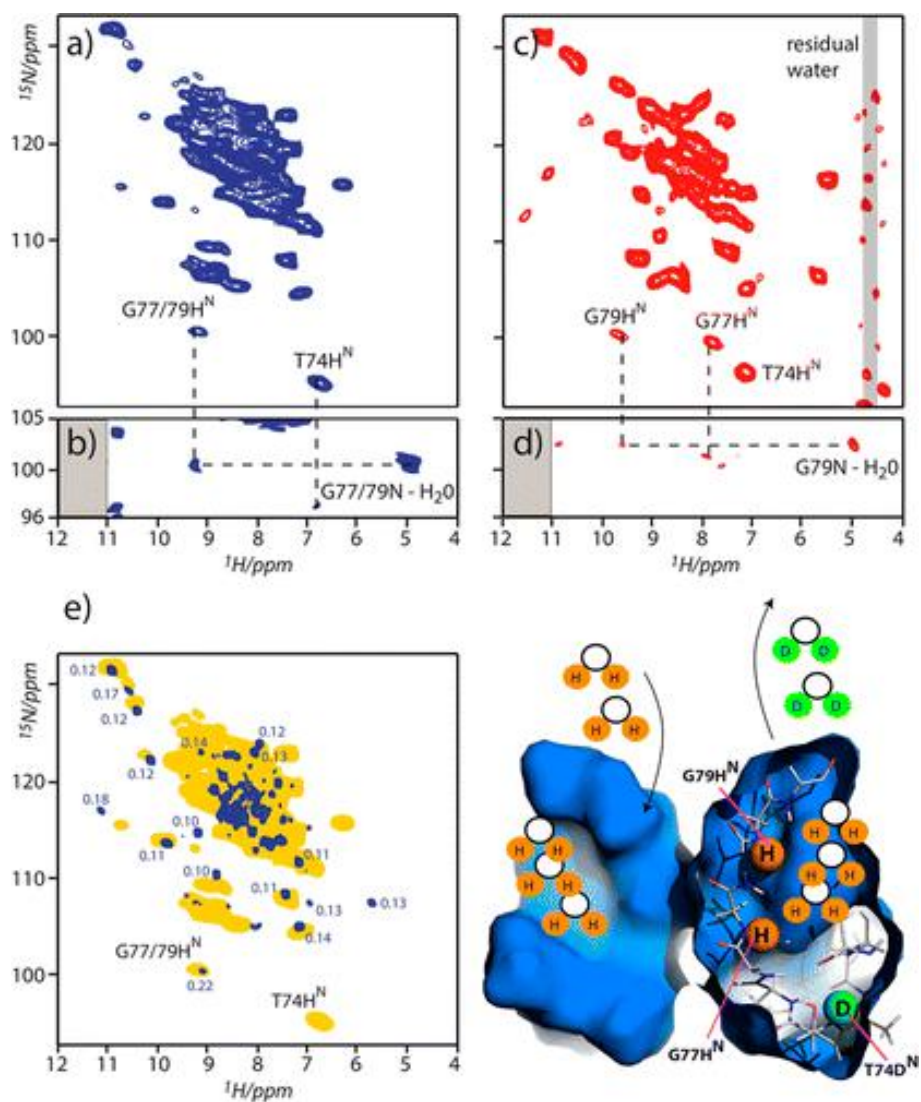 a)
15N/ppm
120
110
100
G77/79HN
T74HN
b)
105
100
96
G77/79N - H20
12 11 10 9 8 7 6 5 4
1H/ppm
c)
residual
water
G79HN
G77HN
T74HN
d)
G79N - H20
12 11 10 9 8 7 6 5 4
1H/ppm
e)
15N/ppm
120
110
100
0.12
0.17
0.12
0.14
0.12
0.13
0.12
0.18
0.10
0.11
0.11
0.10
0.11
0.13
0.13
0.14
G77/79HN
0.22
T74HN
12 11 10 9 8 7 6 5 4
1H/ppm
H H
H H
D D
D D
G79HN
H
H H
H H
H H
H H
H H
H H
H
G77HN
D
T74DN